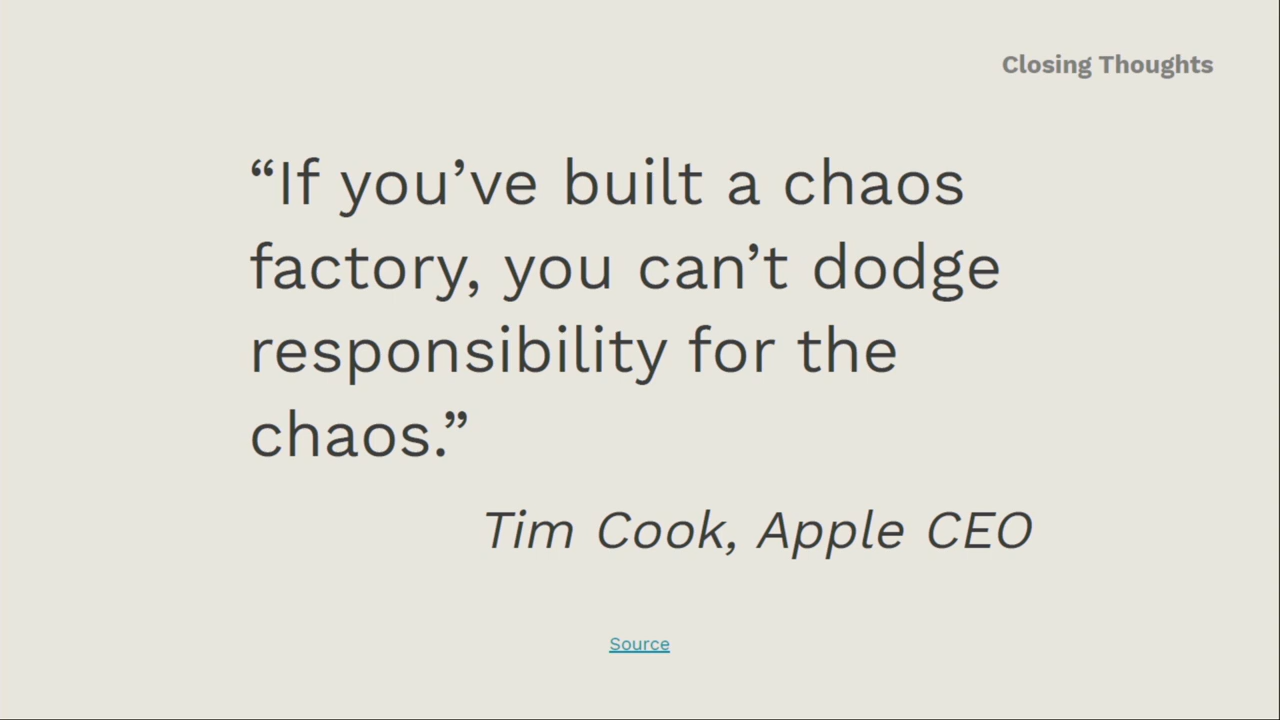 Closing Thoughts
“If you’ve built a chaos
factory, you can’t dodge
responsibility for the
chaos.”
Tim Cook, Apple CEO
Source